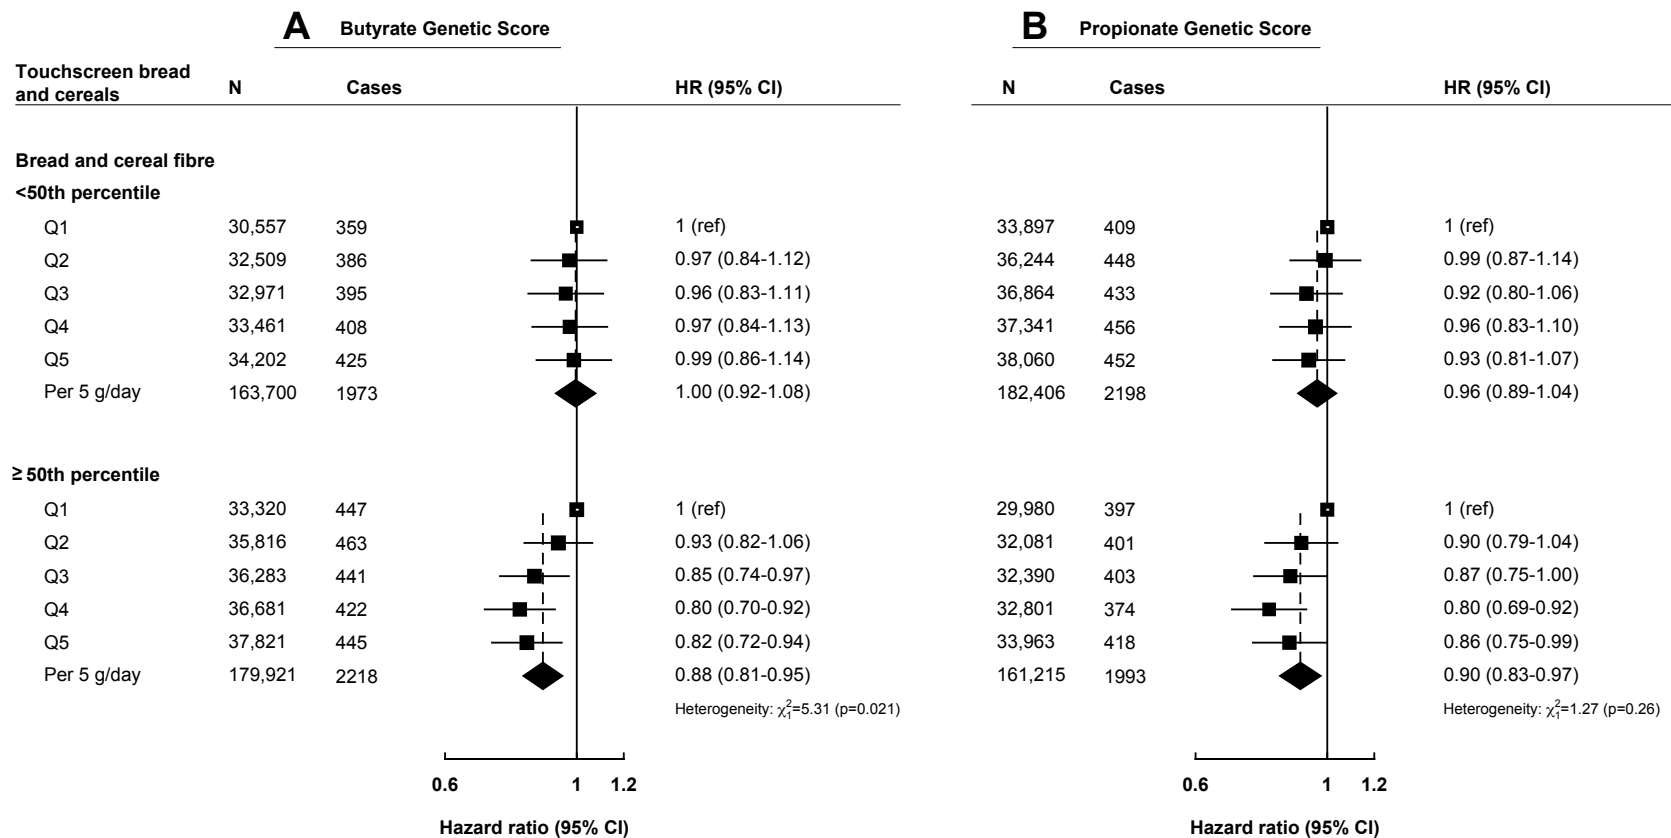 A Butyrate Genetic Score B Propionate Genetic Score
Touchscreen bread
and cereals N Cases HR (95% CI) N Cases HR (95% CI)
Bread and cereal fibre
<50th percentile
Q1 30,557 359 1 (ref) 33,897 409 1 (ref)
Q2 32,509 386 0.97 (0.84-1.12) 36,244 448 0.99 (0.87-1.14)
Q3 32,971 395 0.96 (0.83-1.11) 36,864 433 0.92 (0.80-1.06)
Q4 33,461 408 0.97 (0.84-1.13) 37,341 456 0.96 (0.83-1.10)
Q5 34,202 425 0.99 (0.86-1.14) 38,060 452 0.93 (0.81-1.07)
Per 5 g/day 163,700 1973 1.00 (0.92-1.08) 182,406 2198 0.96 (0.89-1.04)
≥ 50th percentile
Q1 33,320 447 1 (ref) 29,980 397 1 (ref)
Q2 35,816 463 0.93 (0.82-1.06) 32,081 401 0.90 (0.79-1.04)
Q3 36,283 441 0.85 (0.74-0.97) 32,390 403 0.87 (0.75-1.00)
Q4 36,681 422 0.80 (0.70-0.92) 32,801 374 0.80 (0.69-0.92)
Q5 37,821 445 0.82 (0.72-0.94) 33,963 418 0.86 (0.75-0.99)
Per 5 g/day 179,921 2218 0.88 (0.81-0.95) 161,215 1993 0.90 (0.83-0.97)
Heterogeneity: χ²₁=5.31 (p=0.021) Heterogeneity: χ²₁=1.27 (p=0.26)
0.6 1 1.2 0.6 1 1.2
Hazard ratio (95% CI) Hazard ratio (95% CI)